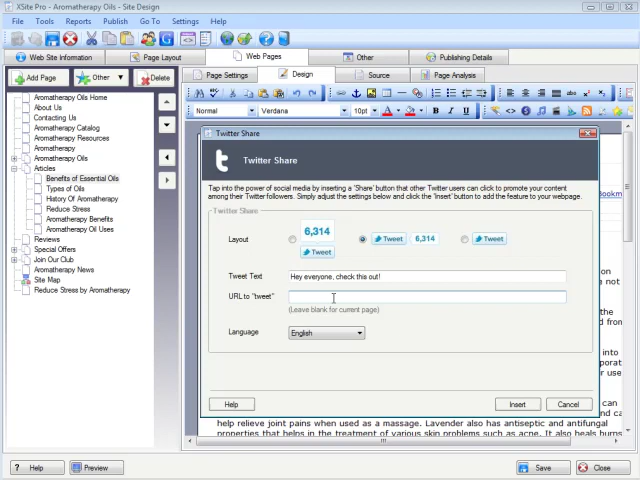 XSite Pro - Aromatherapy Oils - Site Design
File Tools Reports Publish Go To Settings Help
Web Site Information Page Layout Web Pages Other Publishing Details
Add Page Other Delete
Page Settings Design Source Page Analysis
Normal Verdana 10pt
Aromatherapy Oils Home
About Us
Contacting Us
Aromatherapy Catalog
Aromatherapy Resources
Aromatherapy
Aromatherapy Oils
Articles
Benefits of Essential Oils
Types of Oils
History Of Aromatherapy
Reduce Stress
Aromatherapy Benefits
Aromatherapy Oil Uses
Reviews
Special Offers
Join Our Club
Aromatherapy News
Site Map
Reduce Stress by Aromatherapy
Twitter Share
Twitter Share
Tap into the power of social media by inserting a 'Share' button that other Twitter users can click to promote your content
among their Twitter followers. Simply adjust the settings below and click the 'Insert' button to add the feature to your webpage.
Twitter Share
Layout 6,314 Tweet Tweet 6,314 Tweet
Tweet Text Hey everyone, check this out!
URL to "tweet"
(Leave blank for current page)
Language English
Help Insert Cancel
help relieve joint pains when used as a massage. Lavender also has antiseptic and antifungal
properties that helps in the treatment of various skin problems such as acne. It also heals burns
Help Preview Save Close